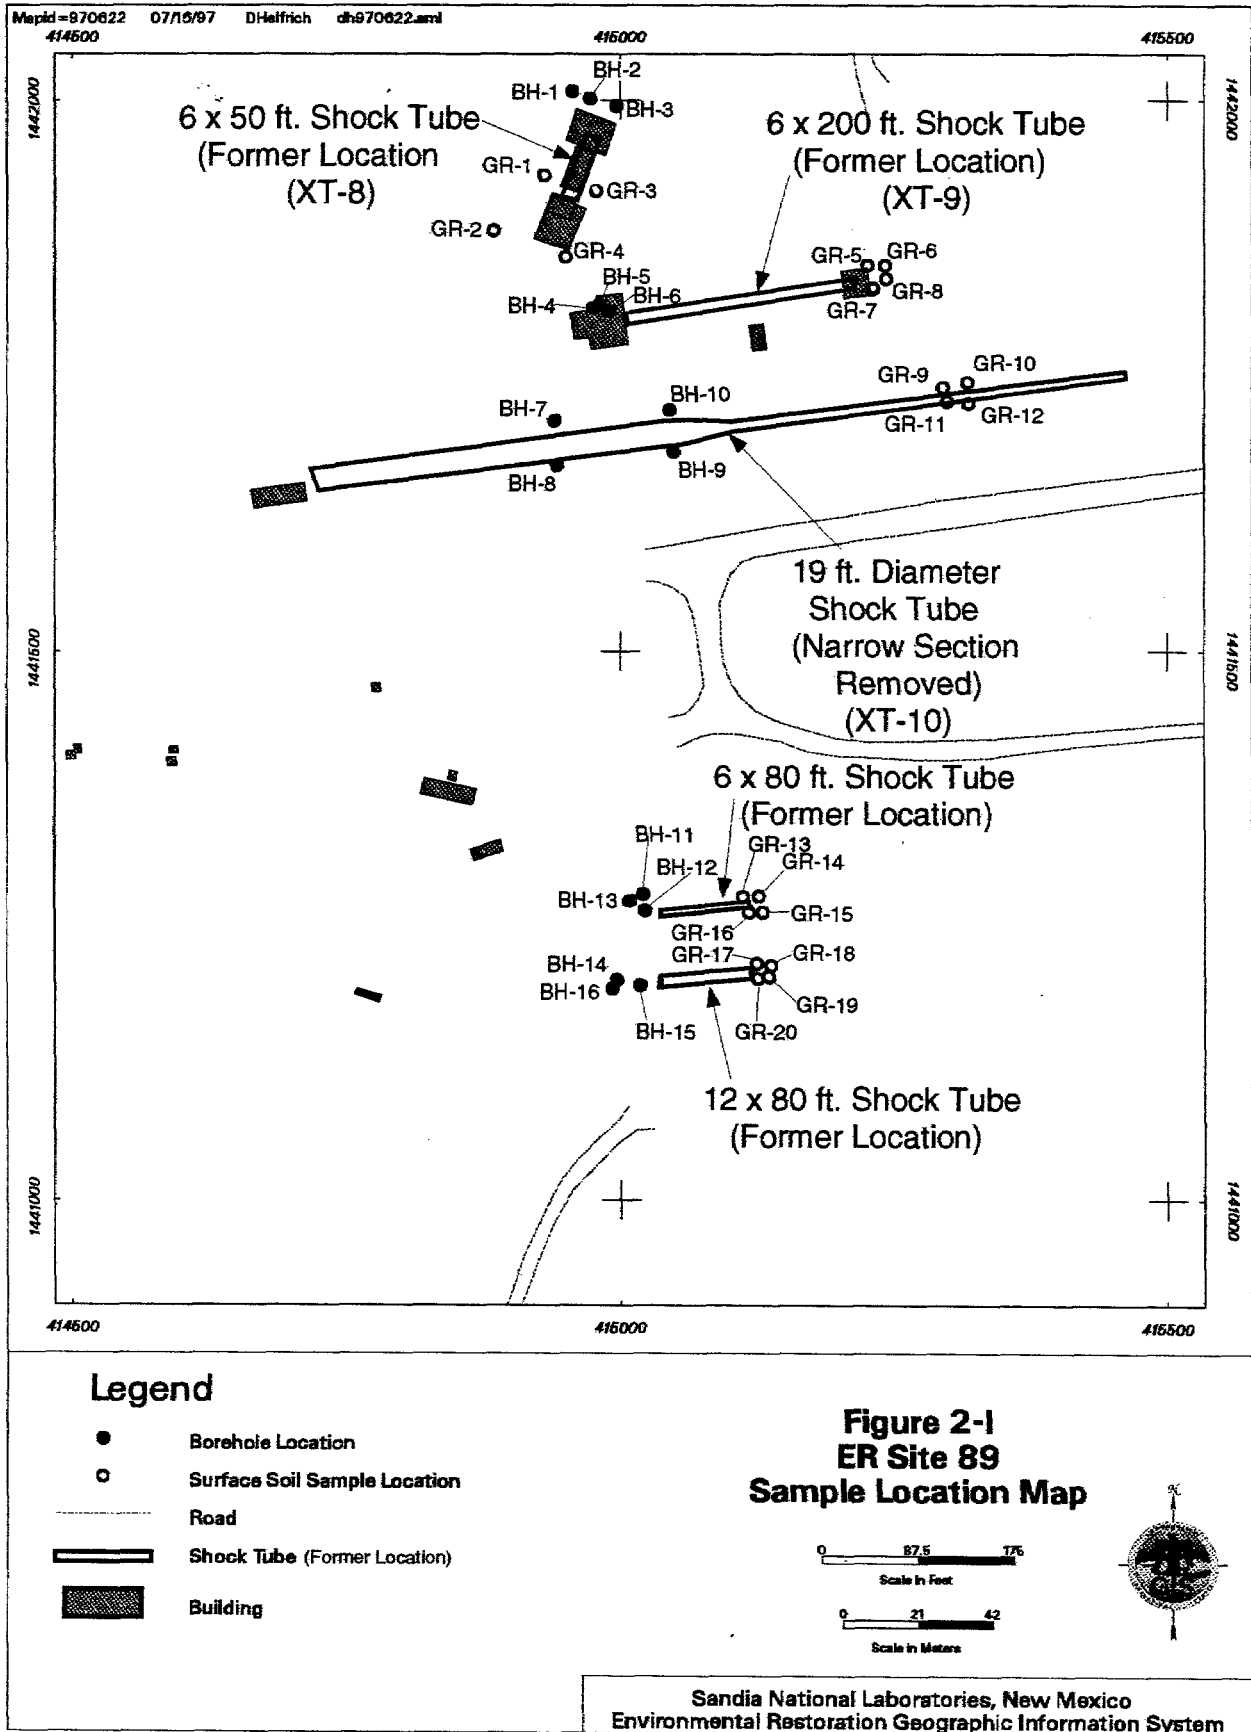 Mapid=970622 07/15/97 DHelfrich dh970622.aml
414500 415000 415500
1442000
1442000
BH-2
BH-1
BH-3
6 x 50 ft. Shock Tube
(Former Location
(XT-8)
6 x 200 ft. Shock Tube
(Former Location)
(XT-9)
GR-1
GR-3
GR-2
GR-4
GR-5
GR-6
BH-5
BH-4
BH-6
GR-8
GR-7
GR-10
GR-9
BH-10
BH-7
GR-11
GR-12
BH-8
BH-9
19 ft. Diameter
Shock Tube
(Narrow Section
Removed)
(XT-10)
1441500
1441500
6 x 80 ft. Shock Tube
(Former Location)
BH-11
GR-13
GR-14
BH-12
BH-13
GR-15
GR-16
GR-17
GR-18
BH-14
BH-16
GR-19
BH-15
GR-20
12 x 80 ft. Shock Tube
(Former Location)
1441000
1441000
414500 415000 415500
Legend
Borehole Location
Surface Soil Sample Location
Road
Shock Tube (Former Location)
Building
Figure 2-I
ER Site 89
Sample Location Map
0 87.5 175
Scale in Feet
0 21 42
Scale in Meters
N
GIS
Sandia National Laboratories, New Mexico
Environmental Restoration Geographic Information System